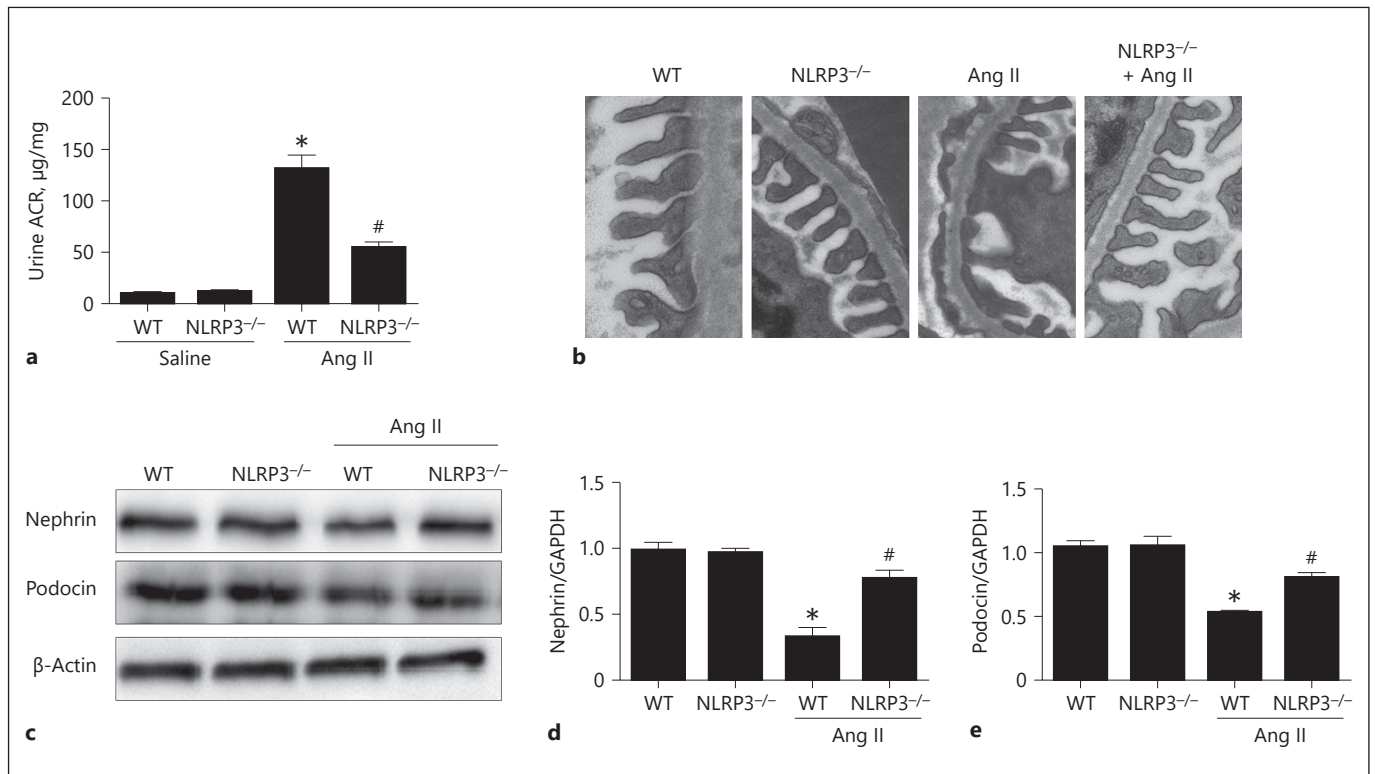 200
150
100
50
0
Urine ACR, µg/mg
*
#
WT NLRP3–/– WT NLRP3–/–
Saline Ang II
a
WT NLRP3–/– Ang II NLRP3–/–
+ Ang II
b
Ang II
WT NLRP3–/– WT NLRP3–/–
Nephrin
Podocin
β-Actin
c
1.5
1.0
0.5
0
Nephrin/GAPDH
*
#
WT NLRP3–/– WT NLRP3–/–
Ang II
d
1.5
1.0
0.5
0
Podocin/GAPDH
*
#
WT NLRP3–/– WT NLRP3–/–
Ang II
e